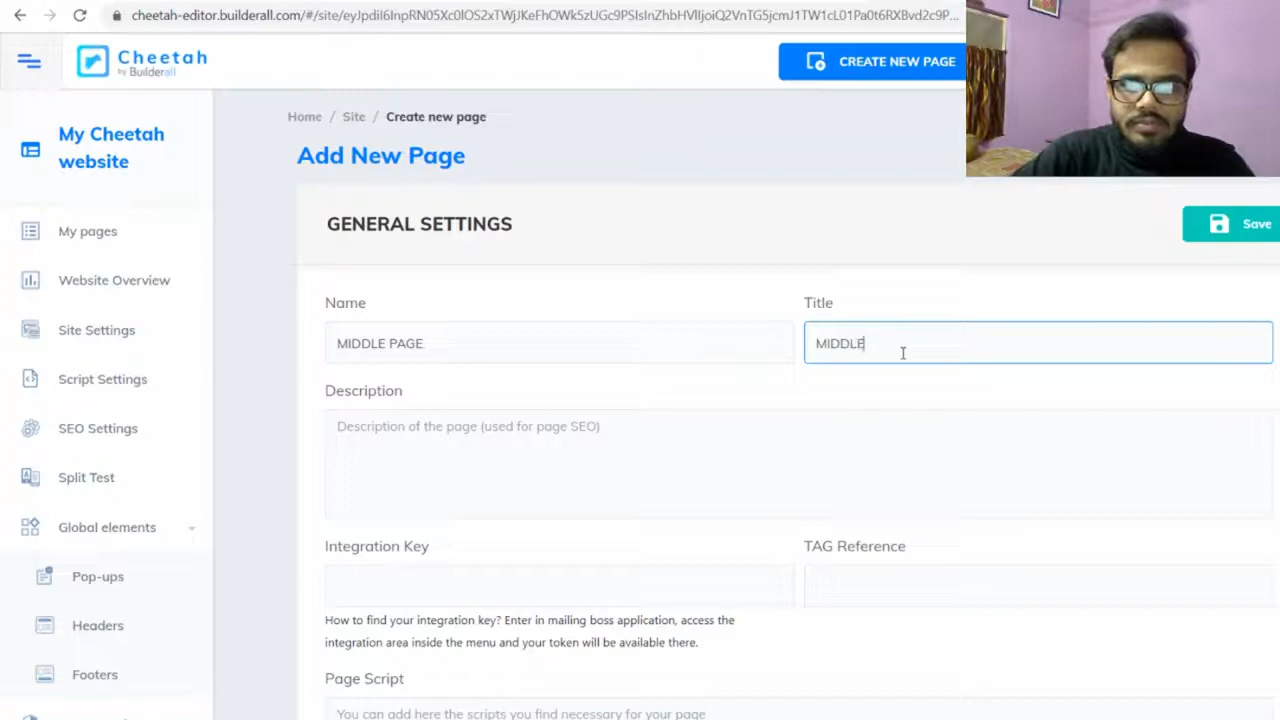 cheetah-editor.builderall.com/#/site/eyJpdiI6InpRN05Xc0lOS2xTWjJKeFhOWk5zUGc9PSIsInZhbHVlIjoiQ2VnTG5jcmJ1TW1cL01Pa0t6RXBvd2c9P...
Cheetah
by Builderall
CREATE NEW PAGE
My Cheetah
website
Home / Site / Create new page
Add New Page
GENERAL SETTINGS
Save
My pages
Website Overview
Site Settings
Script Settings
SEO Settings
Split Test
Global elements
Pop-ups
Headers
Footers
Name
Title
MIDDLE PAGE
MIDDLE
Description
Description of the page (used for page SEO)
Integration Key
TAG Reference
How to find your integration key? Enter in mailing boss application, access the
integration area inside the menu and your token will be available there.
Page Script
You can add here the scripts you find necessary for your page